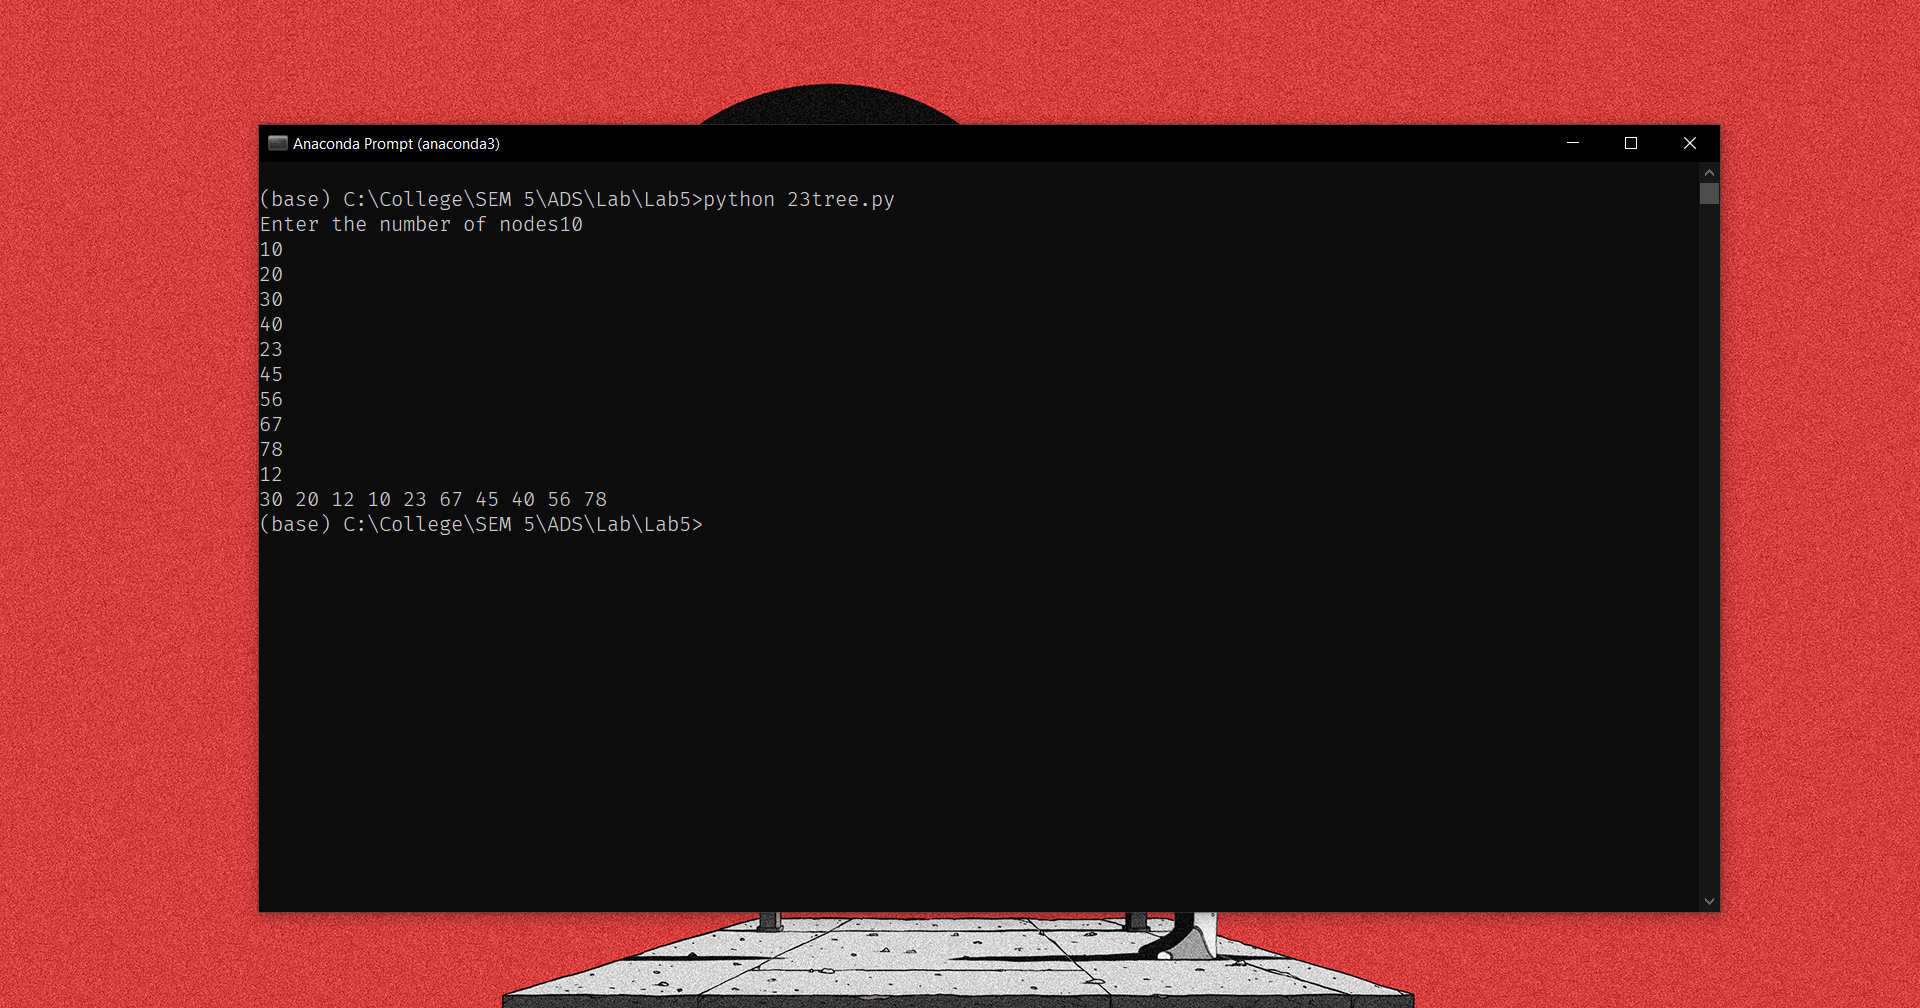 Anaconda Prompt (anaconda3)
(base) C:\College\SEM 5\ADS\Lab\Lab5>python 23tree.py
Enter the number of nodes10
10
20
30
40
23
45
56
67
78
12
30 20 12 10 23 67 45 40 56 78
(base) C:\College\SEM 5\ADS\Lab\Lab5>